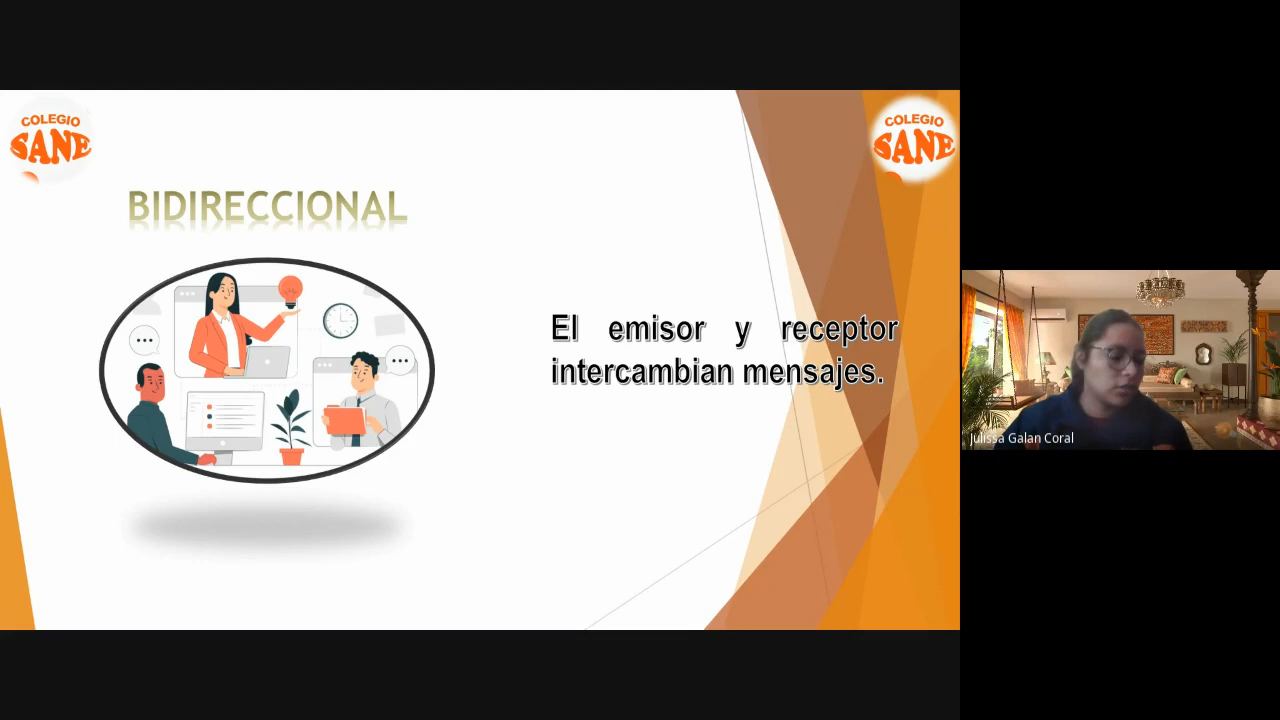 COLEGIO
SANE
COLEGIO
SANE
BIDIRECCIONAL
El emisor y receptor
intercambian mensajes.
Julissa Galan Coral